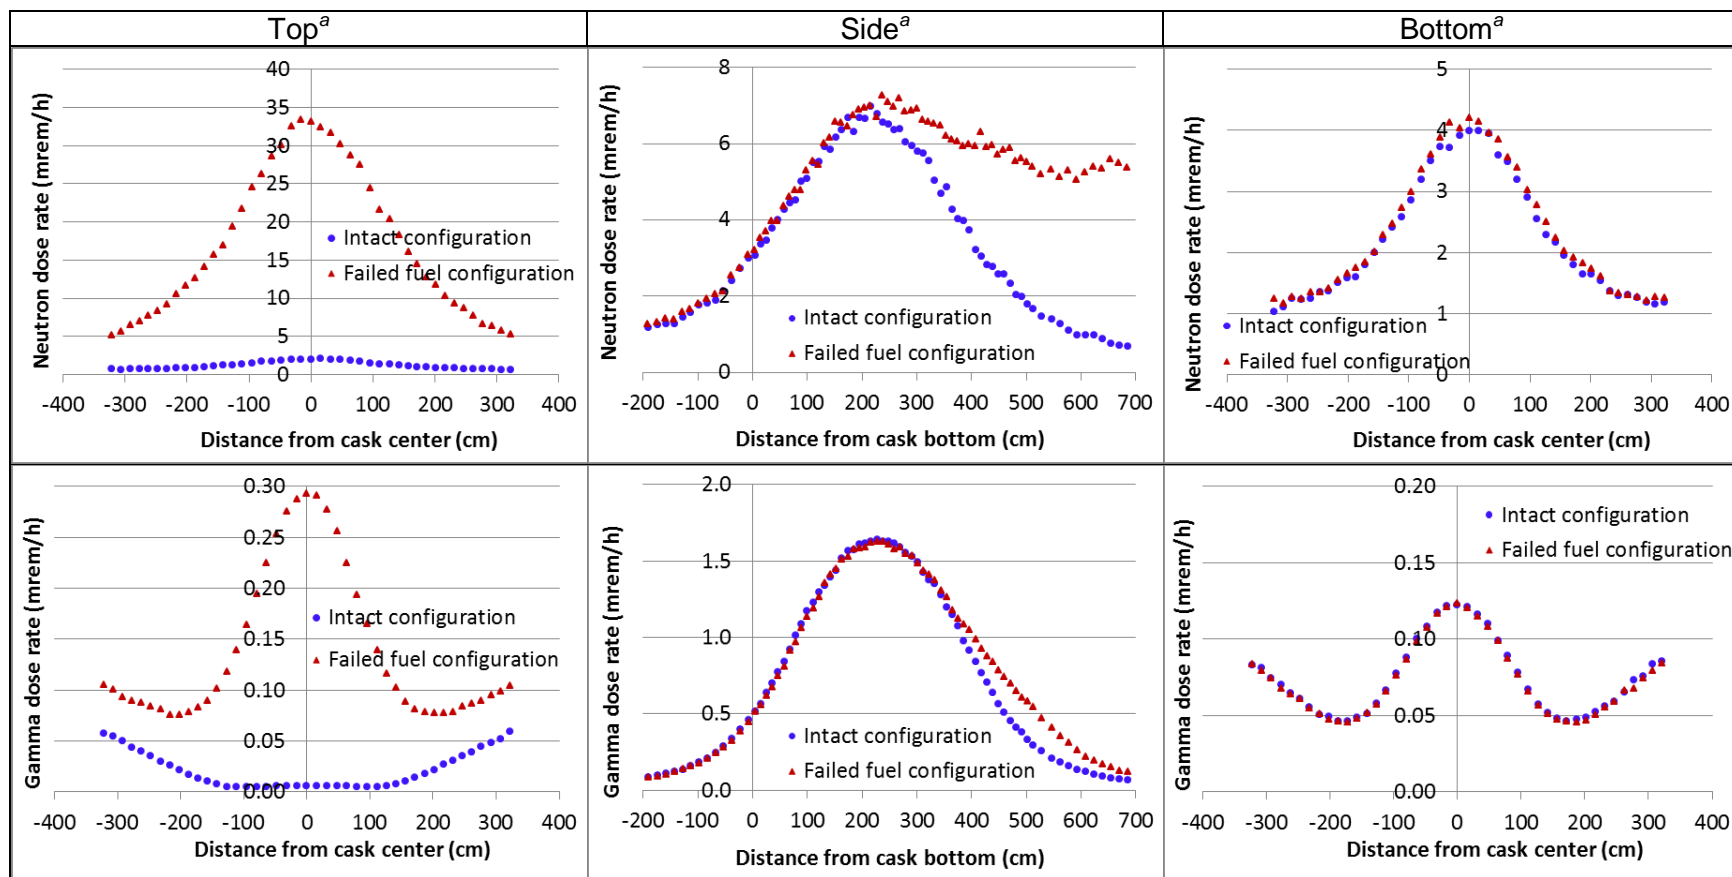 Topᵃ
Sideᵃ
Bottomᵃ
Neutron dose rate (mrem/h)
40
35
30
25
20
15
10
5
0
-400 -300 -200 -100 0 100 200 300 400
Distance from cask center (cm)
Intact configuration
Failed fuel configuration
Neutron dose rate (mrem/h)
8
6
4
2
0
-200 -100 0 100 200 300 400 500 600 700
Distance from cask bottom (cm)
Intact configuration
Failed fuel configuration
Neutron dose rate (mrem/h)
5
4
3
2
1
0
-400 -300 -200 -100 0 100 200 300 400
Distance from cask center (cm)
Intact configuration
Failed fuel configuration
Gamma dose rate (mrem/h)
0.30
0.25
0.20
0.15
0.10
0.05
0.00
-400 -300 -200 -100 0 100 200 300 400
Distance from cask center (cm)
Intact configuration
Failed fuel configuration
Gamma dose rate (mrem/h)
2.0
1.5
1.0
0.5
0.0
-200 -100 0 100 200 300 400 500 600 700
Distance from cask bottom (cm)
Intact configuration
Failed fuel configuration
Gamma dose rate (mrem/h)
0.20
0.15
0.10
0.05
0.00
-400 -300 -200 -100 0 100 200 300 400
Distance from cask center (cm)
Intact configuration
Failed fuel configuration